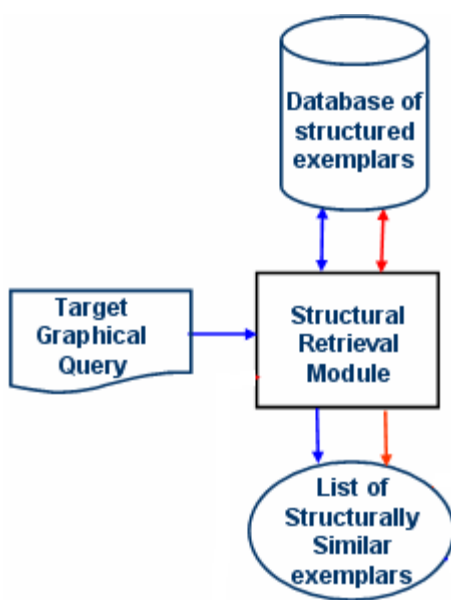 Database of
structured
exemplars
Target
Graphical
Query
Structural
Retrieval
Module
List of
Structurally
Similar
exemplars